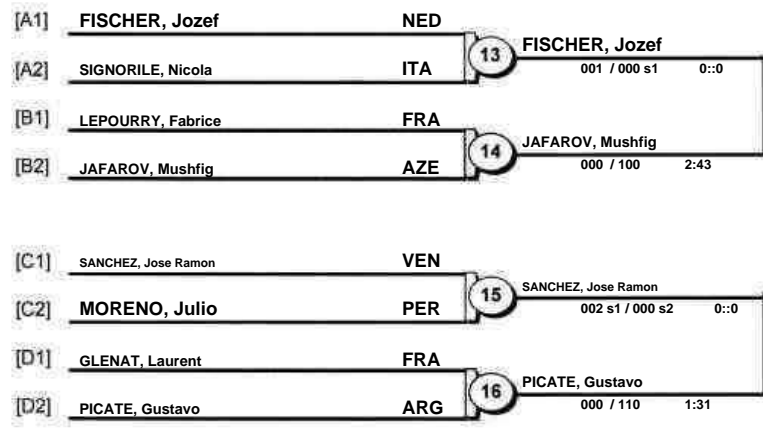 [A1] FISCHER, Jozef NED
13 FISCHER, Jozef
[A2] SIGNORILE, Nicola ITA
001 / 000 s1 0::0
[B1] LEPOURRY, Fabrice FRA
14 JAFAROV, Mushfig
[B2] JAFAROV, Mushfig AZE
000 / 100 2:43
[C1] SANCHEZ, Jose Ramon VEN
15 SANCHEZ, Jose Ramon
[C2] MORENO, Julio PER
002 s1 / 000 s2 0::0
[D1] GLENAT, Laurent FRA
16 PICATE, Gustavo
[D2] PICATE, Gustavo ARG
000 / 110 1:31